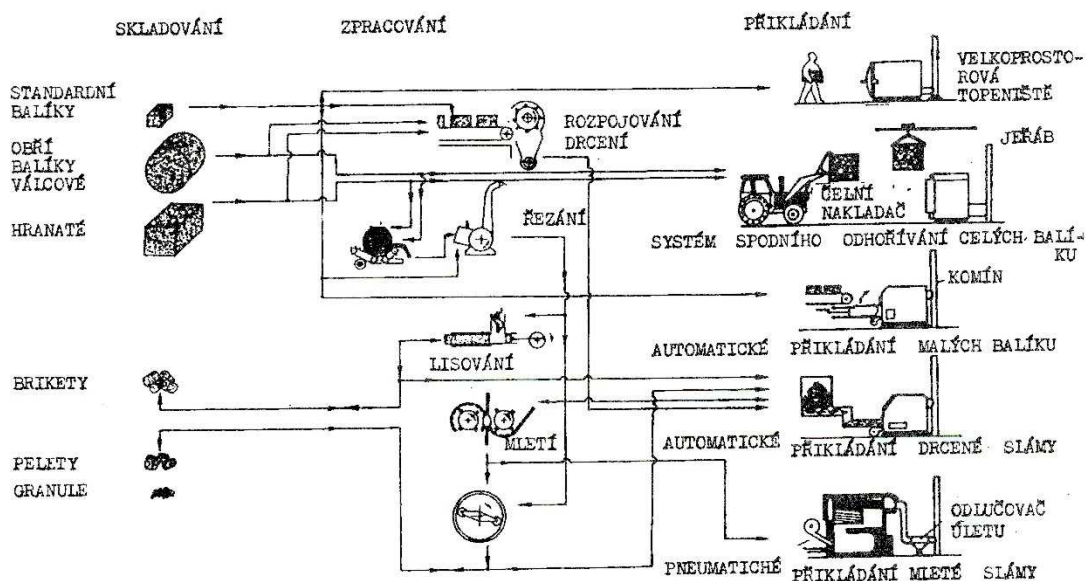 SKLADOVÁNÍ
ZPRACOVÁNÍ
PŘIKLÁDÁNÍ
STANDARDNÍ
BALÍKY
OBŘÍ
BALÍKY
VÁLCOVÉ
HRANATÉ
BRIKETY
PELETY
GRANULE
ROZPOJOVÁNÍ
DRCENÍ
ŘEZÁNÍ
LISOVÁNÍ
MLETÍ
VELKOPROSTO-
ROVÁ
TOPENIŠTĚ
JEŘÁB
ČELNÍ
NAKLADAČ
SYSTÉM SPODNÍHO ODHOŘÍVÁNÍ CELÝCH BALÍ-
KU
KOMÍN
AUTOMATICKÉ PŘIKLÁDÁNÍ MALÝCH BALÍKU
AUTOMATICKÉ PŘIKLÁDÁNÍ DRCENÉ SLÁMY
ODLUČOVAČ
ÚLETU
PNEUMATICHÉ PŘIKLÁDÁNÍ MLETÉ SLÁMY